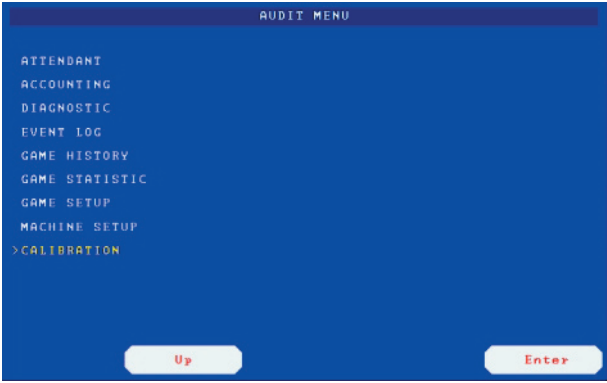 AUDIT MENU
ATTENDANT
ACCOUNTING
DIAGNOSTIC
EVENT LOG
GAME HISTORY
GAME STATISTIC
GAME SETUP
MACHINE SETUP
>CALIBRATION
Up Enter